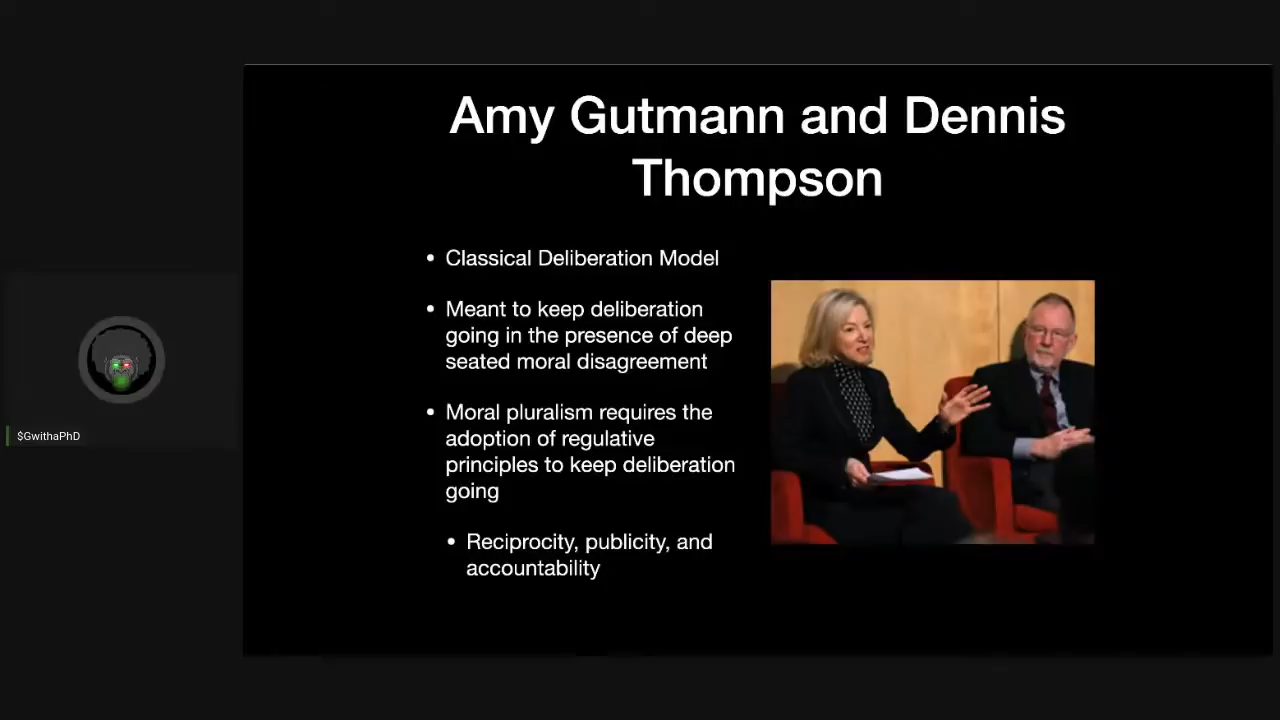 Amy Gutmann and Dennis
Thompson
• Classical Deliberation Model
• Meant to keep deliberation
going in the presence of deep
seated moral disagreement
• Moral pluralism requires the
adoption of regulative
principles to keep deliberation
going
• Reciprocity, publicity, and
accountability
$GwithaPhD